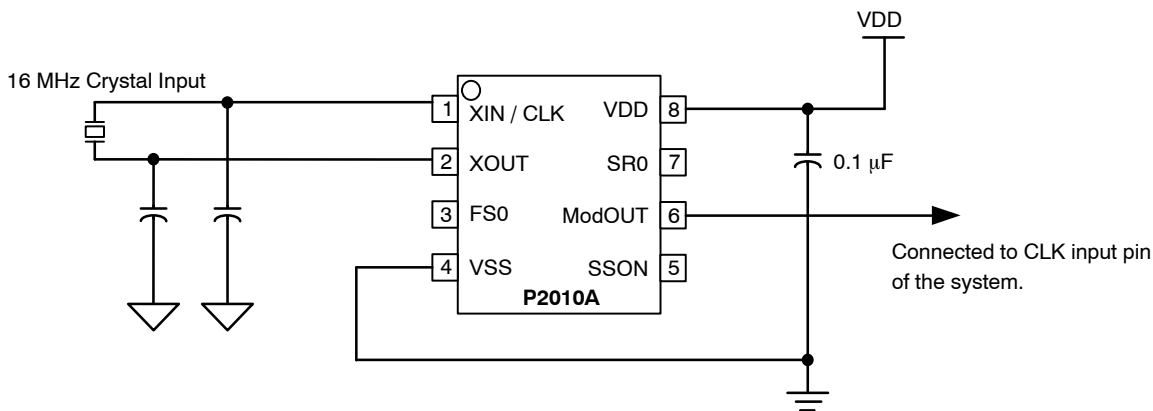 VDD
16 MHz Crystal Input
1 XIN / CLK VDD 8
2 XOUT SR0 7
0.1 μF
3 FS0 ModOUT 6
4 VSS SSON 5
P2010A
Connected to CLK input pin
of the system.